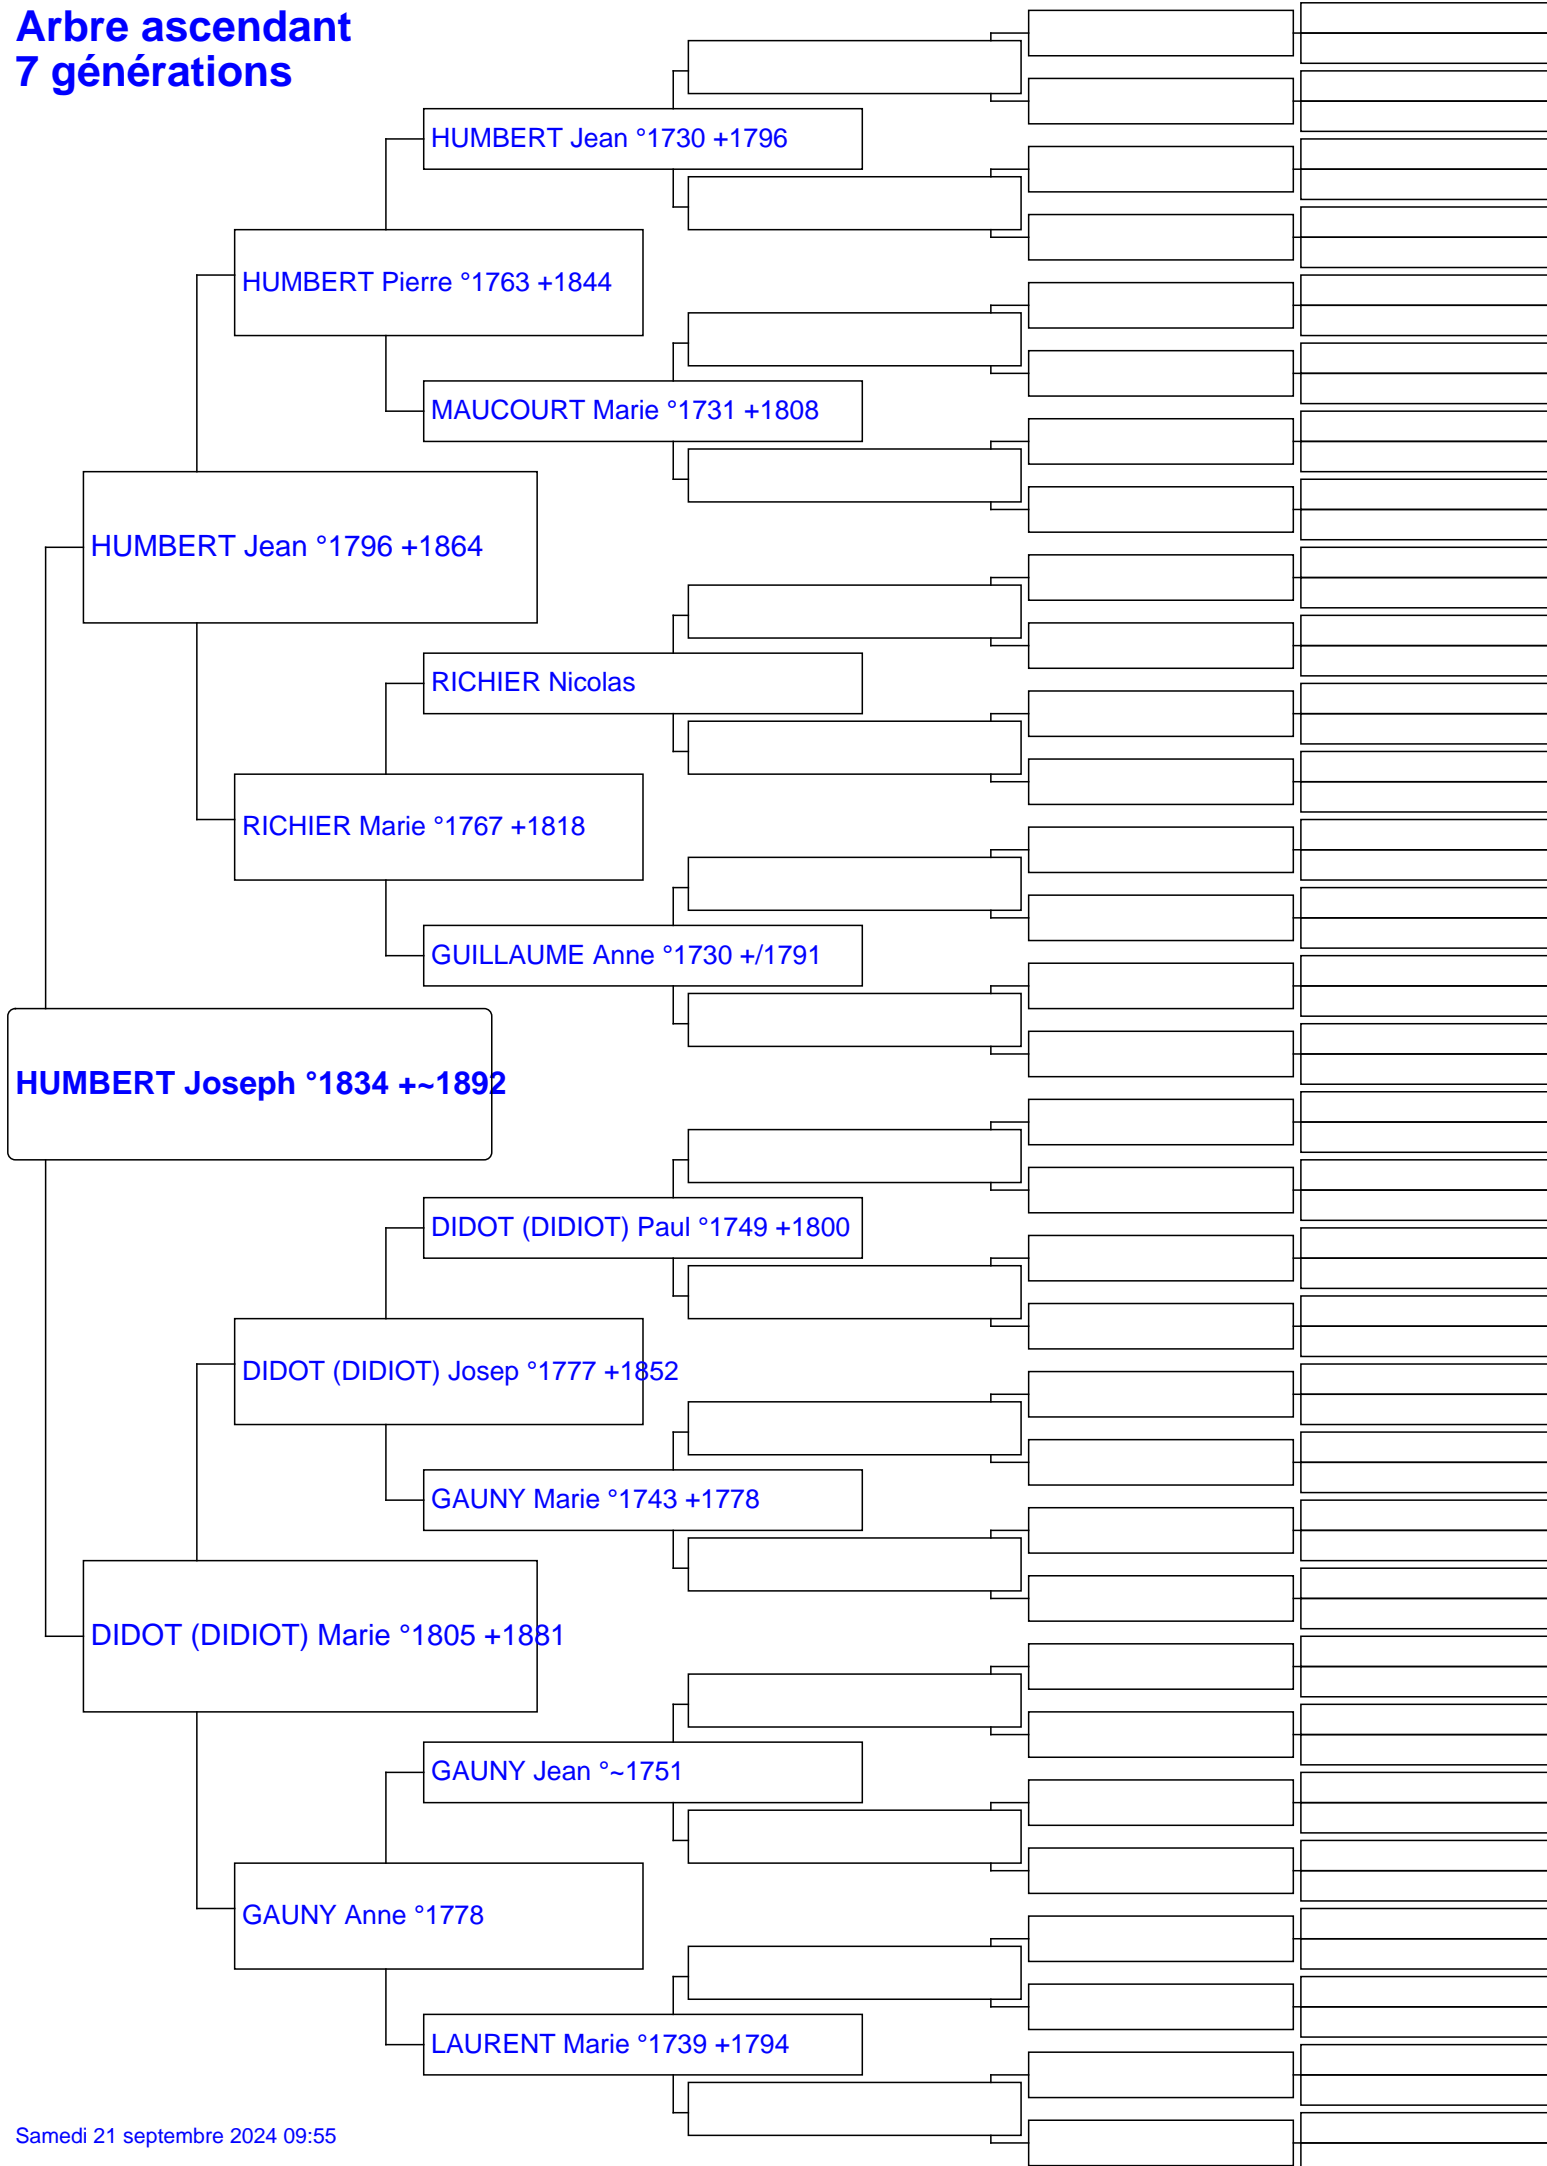 Arbre ascendant
7 générations
HUMBERT Jean °1730 +1796
HUMBERT Pierre °1763 +1844
MAUCOURT Marie °1731 +1808
HUMBERT Jean °1796 +1864
RICHIER Nicolas
RICHIER Marie °1767 +1818
GUILLAUME Anne °1730 +/1791
HUMBERT Joseph °1834 +~1892
DIDOT (DIDIOT) Paul °1749 +1800
DIDOT (DIDIOT) Josep °1777 +1852
GAUNY Marie °1743 +1778
DIDOT (DIDIOT) Marie °1805 +1881
GAUNY Jean °~1751
GAUNY Anne °1778
LAURENT Marie °1739 +1794
Samedi 21 septembre 2024 09:55